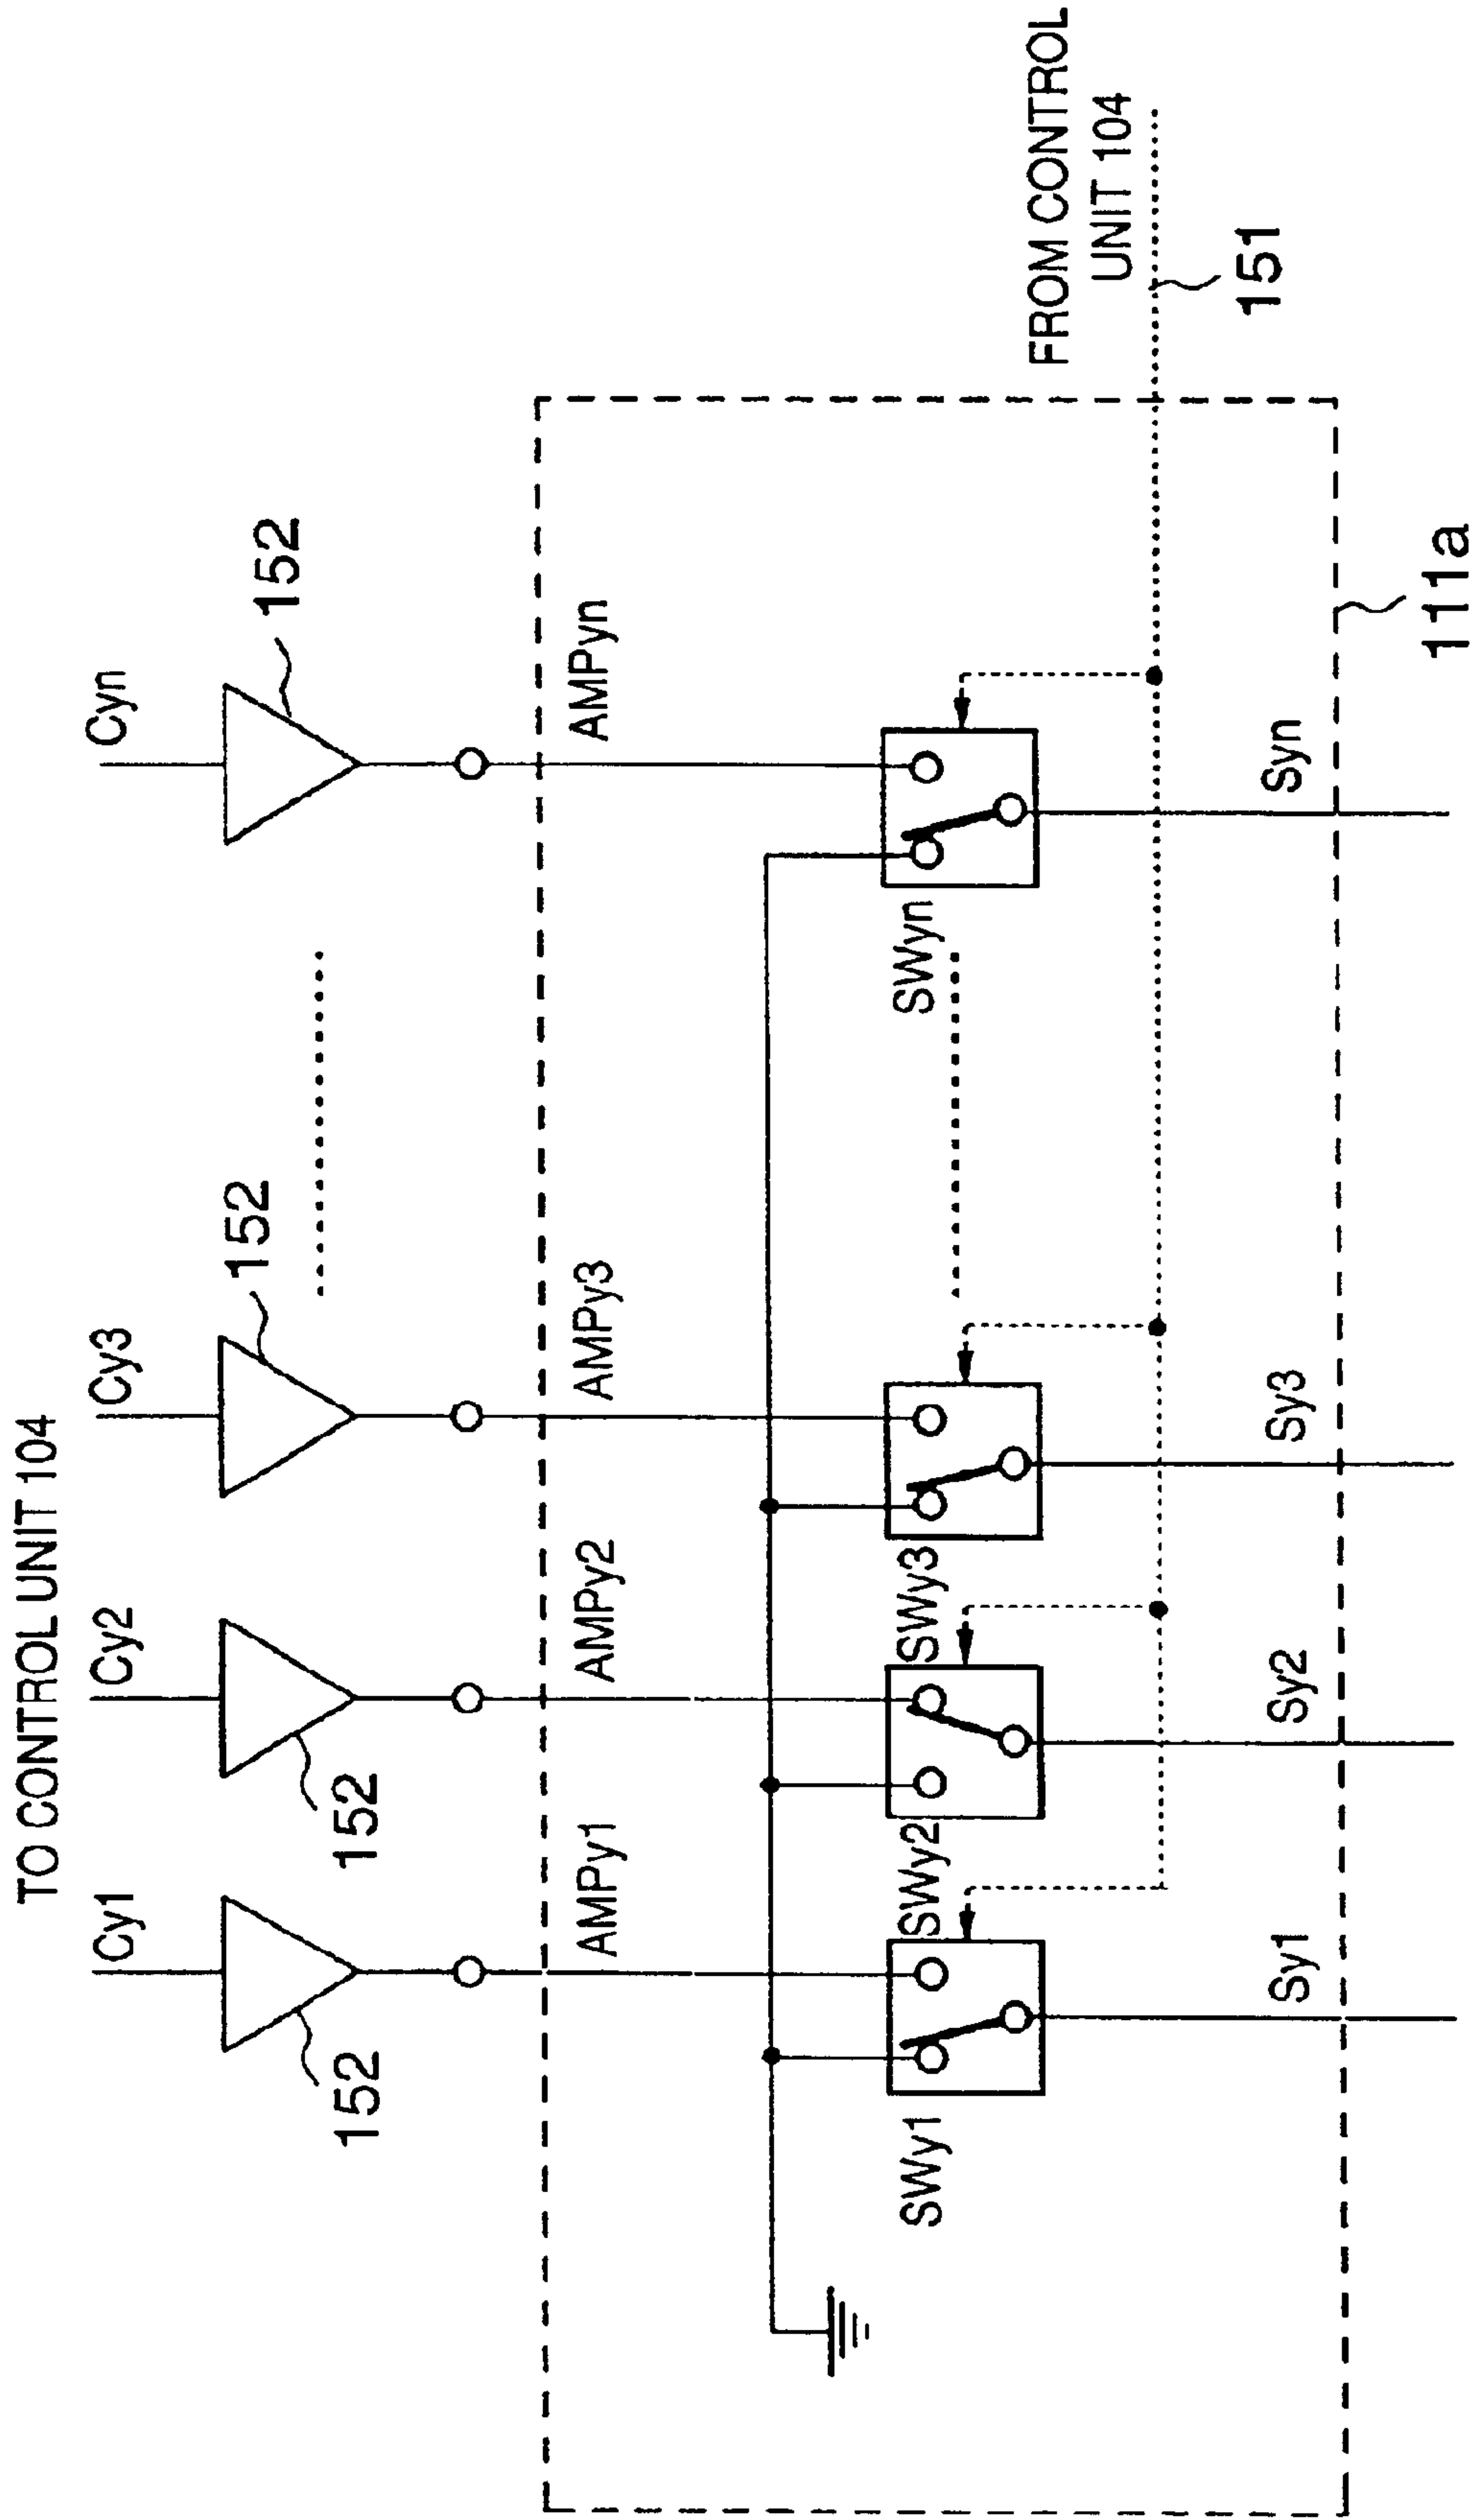 TO CONTROL UNIT 104
Cy1
Cy2
Cy3
Cyn
152
152
152
152
AMPy1
AMPy2
AMPy3
AMPyn
SWy1
SWy2
SWy3
SWyn
FROM CONTROL
UNIT 104
151
Sy1
Sy2
Sy3
Syn
111a